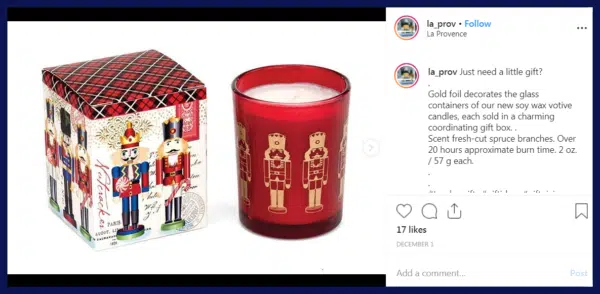 la_prov • Follow
La Provence
la_prov Just need a little gift?
.
Gold foil decorates the glass
containers of our new soy wax votive
candles, each sold in a charming
coordinating gift box. .
Scent fresh-cut spruce branches. Over
20 hours approximate burn time. 2 oz.
/ 57 g each.
.
.
17 likes
DECEMBER 1
Add a comment...
Post
Nutcracker
PARIS